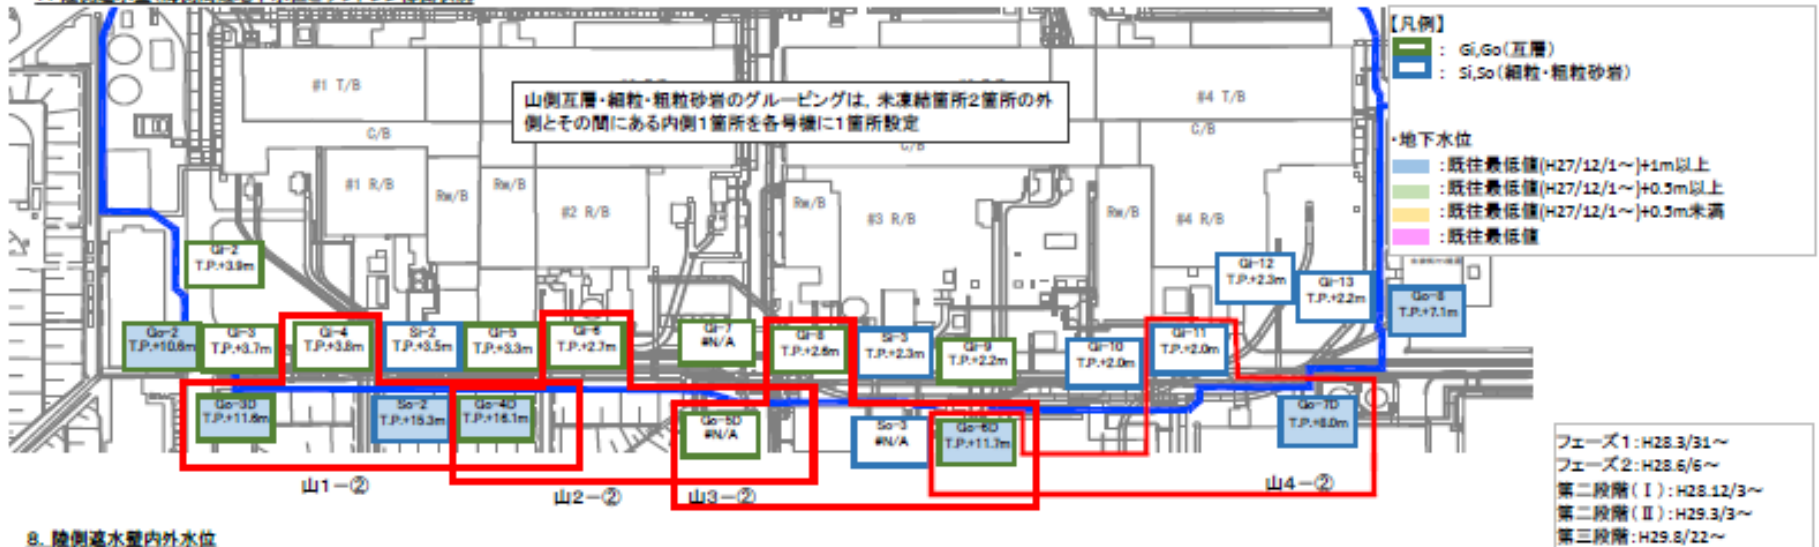 【凡例】
: Gi,Go(互層)
: Si,So(細粒・粗粒砂岩)
・地下水位
:既往最低値(H27/12/1～)+1m以上
:既往最低値(H27/12/1～)+0.5m以上
:既往最低値(H27/12/1～)+0.5m未満
:既往最低値
#1 T/B
#4 T/B
山側互層・細粒・粗粒砂岩のグルーピングは, 未凍結箇所2箇所の外
側とその間にある内側1箇所を各号機に1箇所設定
C/B
C/B
#1 R/B
Rw/B
Rw/B
#2 R/B
Rw/B
#3 R/B
Rw/B
#4 R/B
Gi-2
T.P.+3.9m
Gi-12
T.P.+2.3m
Gi-13
T.P.+2.2m
Go-8
T.P.+7.1m
Go-2
T.P.+10.6m
Gi-3
T.P.+3.7m
Gi-4
T.P.+3.8m
Si-2
T.P.+3.5m
Gi-5
T.P.+3.3m
Gi-6
T.P.+2.7m
Gi-7
#N/A
Gi-8
T.P.+2.6m
Si-3
T.P.+2.3m
Gi-9
T.P.+2.2m
Gi-10
T.P.+2.0m
Gi-11
T.P.+2.0m
Go-3D
T.P.+11.6m
So-2
T.P.+15.3m
Go-4D
T.P.+16.1m
Go-5D
#N/A
So-3
#N/A
Go-6D
T.P.+11.7m
Go-7D
T.P.+8.0m
山1－②
山2－②
山3－②
山4－②
フェーズ1:H28.3/31～
フェーズ2:H28.6/6～
第二段階(Ⅰ):H28.12/3～
第二段階(Ⅱ):H29.3/3～
第三段階:H29.8/22～
8. 陸側遮水壁内外水位